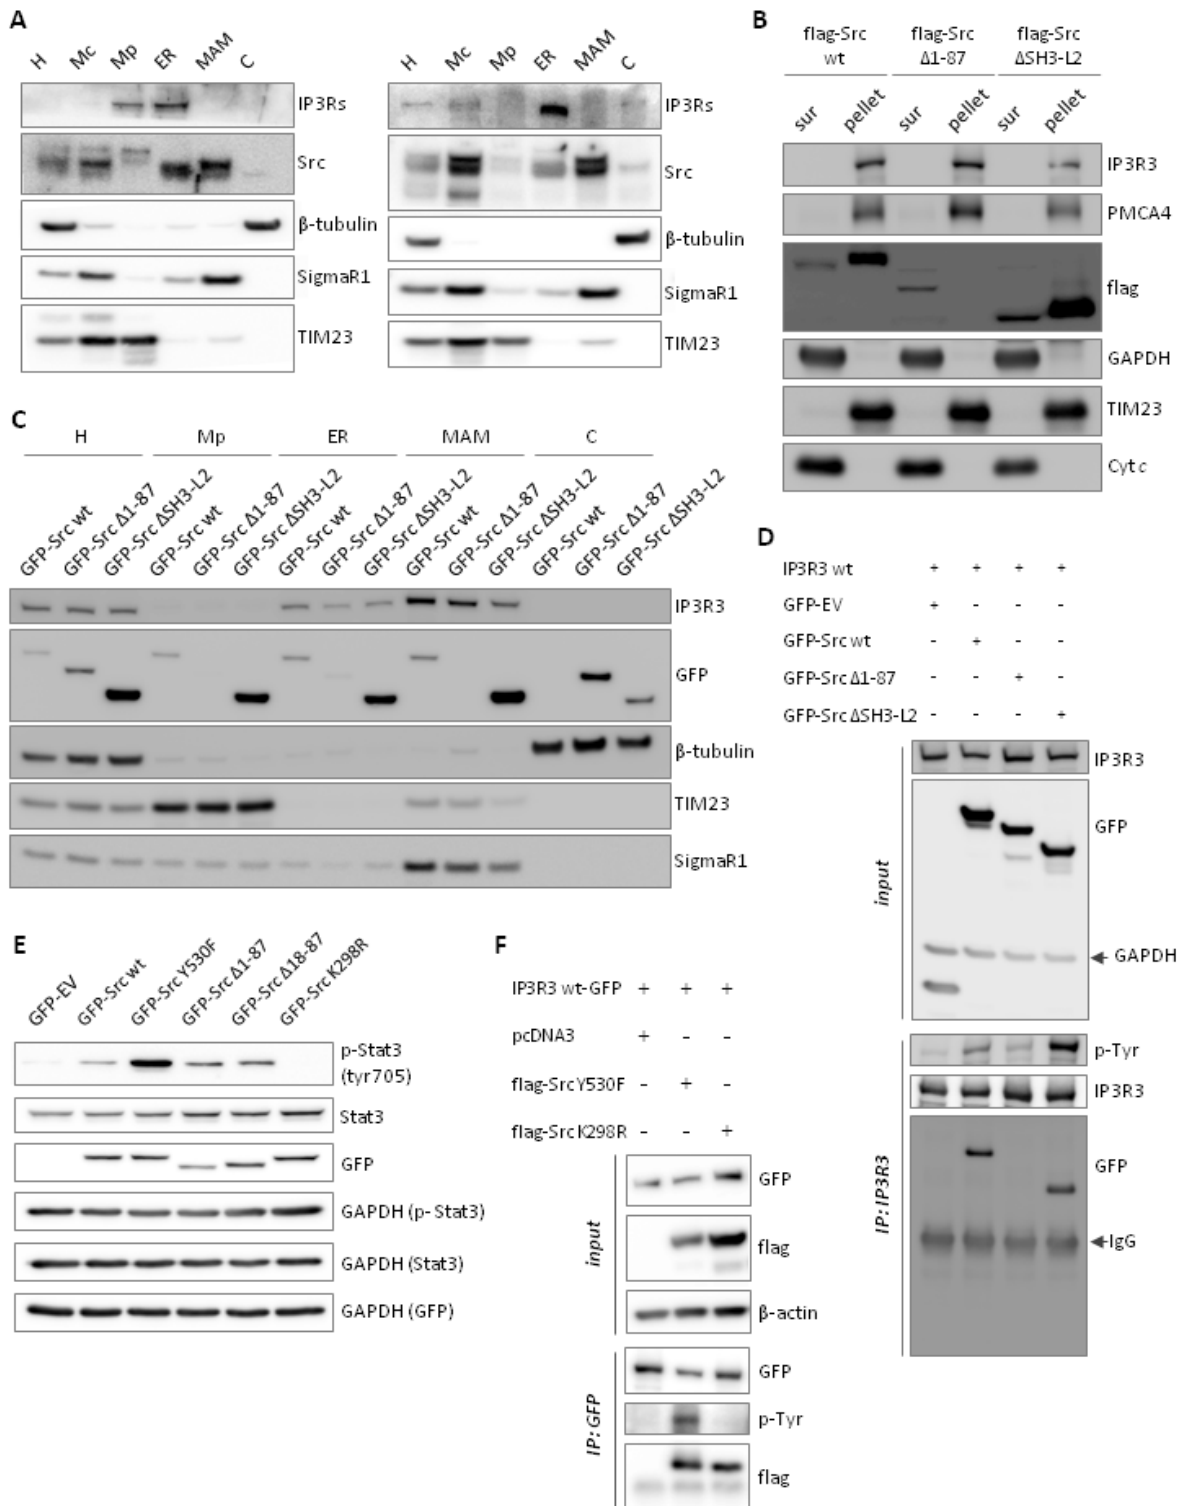 A
H Mc Mp ER MAM C
IP3Rs
Src
β-tubulin
SigmaR1
TIM23
H Mc Mp ER MAM C
IP3Rs
Src
β-tubulin
SigmaR1
TIM23
B
flag-Src wt
flag-Src Δ1-87
flag-Src ΔSH3-L2
sur pellet sur pellet sur pellet
IP3R3
PMCA4
flag
GAPDH
TIM23
Cyt c
C
H Mp ER MAM C
GFP-Src wt GFP-Src Δ1-87 GFP-Src ΔSH3-L2 GFP-Src wt GFP-Src Δ1-87 GFP-Src ΔSH3-L2 GFP-Src wt GFP-Src Δ1-87 GFP-Src ΔSH3-L2 GFP-Src wt GFP-Src Δ1-87 GFP-Src ΔSH3-L2 GFP-Src wt GFP-Src Δ1-87 GFP-Src ΔSH3-L2
IP3R3
GFP
β-tubulin
TIM23
SigmaR1
D
IP3R3 wt + + + +
GFP-EV + - - -
GFP-Src wt - + - -
GFP-Src Δ1-87 - - + -
GFP-Src ΔSH3-L2 - - - +
input
IP3R3
GFP
GAPDH
IP: IP3R3
p-Tyr
IP3R3
GFP
IgG
E
GFP-EV GFP-Src wt GFP-Src Y530F GFP-Src Δ1-87 GFP-Src Δ18-87 GFP-Src K298R
p-Stat3
(tyr705)
Stat3
GFP
GAPDH (p-Stat3)
GAPDH (Stat3)
GAPDH (GFP)
F
IP3R3 wt-GFP + + +
pcDNA3 + - -
flag-Src Y530F - + -
flag-Src K298R - - +
input
GFP
flag
β-actin
IP: GFP
GFP
p-Tyr
flag